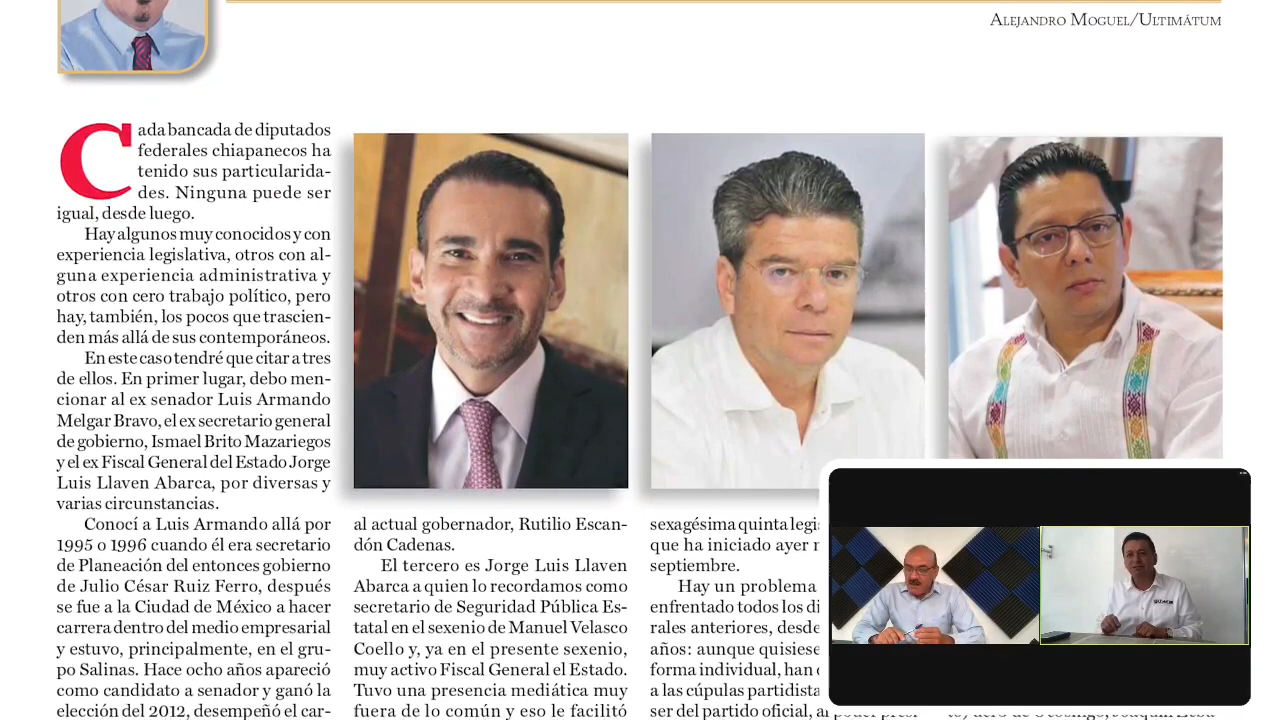 ALEJANDRO MOGUEL/ULTIMÁTUM
Cada bancada de diputados
federales chiapanecos ha
tenido sus particularida-
des. Ninguna puede ser
igual, desde luego.
Hay algunos muy conocidos y con
experiencia legislativa, otros con al-
guna experiencia administrativa y
otros con cero trabajo político, pero
hay, también, los pocos que trascien-
den más allá de sus contemporáneos.
En este caso tendré que citar a tres
de ellos. En primer lugar, debo men-
cionar al ex senador Luis Armando
Melgar Bravo, el ex secretario general
de gobierno, Ismael Brito Mazariegos
y el ex Fiscal General del Estado Jorge
Luis Llaven Abarca, por diversas y
varias circunstancias.
Conocí a Luis Armando allá por
1995 o 1996 cuando él era secretario
de Planeación del entonces gobierno
de Julio César Ruiz Ferro, después
se fue a la Ciudad de México a hacer
carrera dentro del medio empresarial
y estuvo, principalmente, en el gru-
po Salinas. Hace ocho años apareció
como candidato a senador y ganó la
elección del 2012, desempeñó el car-
al actual gobernador, Rutilio Escan-
dón Cadenas.
El tercero es Jorge Luis Llaven
Abarca a quien lo recordamos como
secretario de Seguridad Pública Es-
tatal en el sexenio de Manuel Velasco
Coello y, ya en el presente sexenio,
muy activo Fiscal General el Estado.
Tuvo una presencia mediática muy
fuera de lo común y eso le facilitó
sexagésima quinta legis
que ha iniciado ayer
septiembre.
Hay un problema
enfrentado todos los di
rales anteriores, desde
años: aunque quisiese
forma individual, han
a las cúpulas partidista
ser del partido oficial, al poder presi-